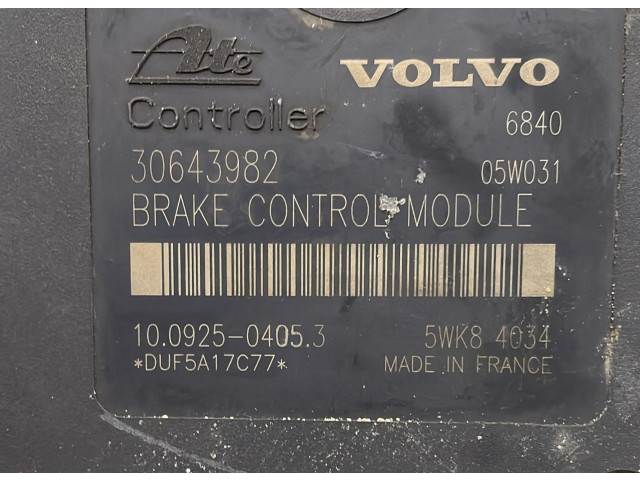 Ate VOLVO
Controller 6840
30643982 05W031
BRAKE CONTROL MODULE
10.0925-0405.3 5WK8 4034
*DUF5A17C77* MADE IN FRANCE